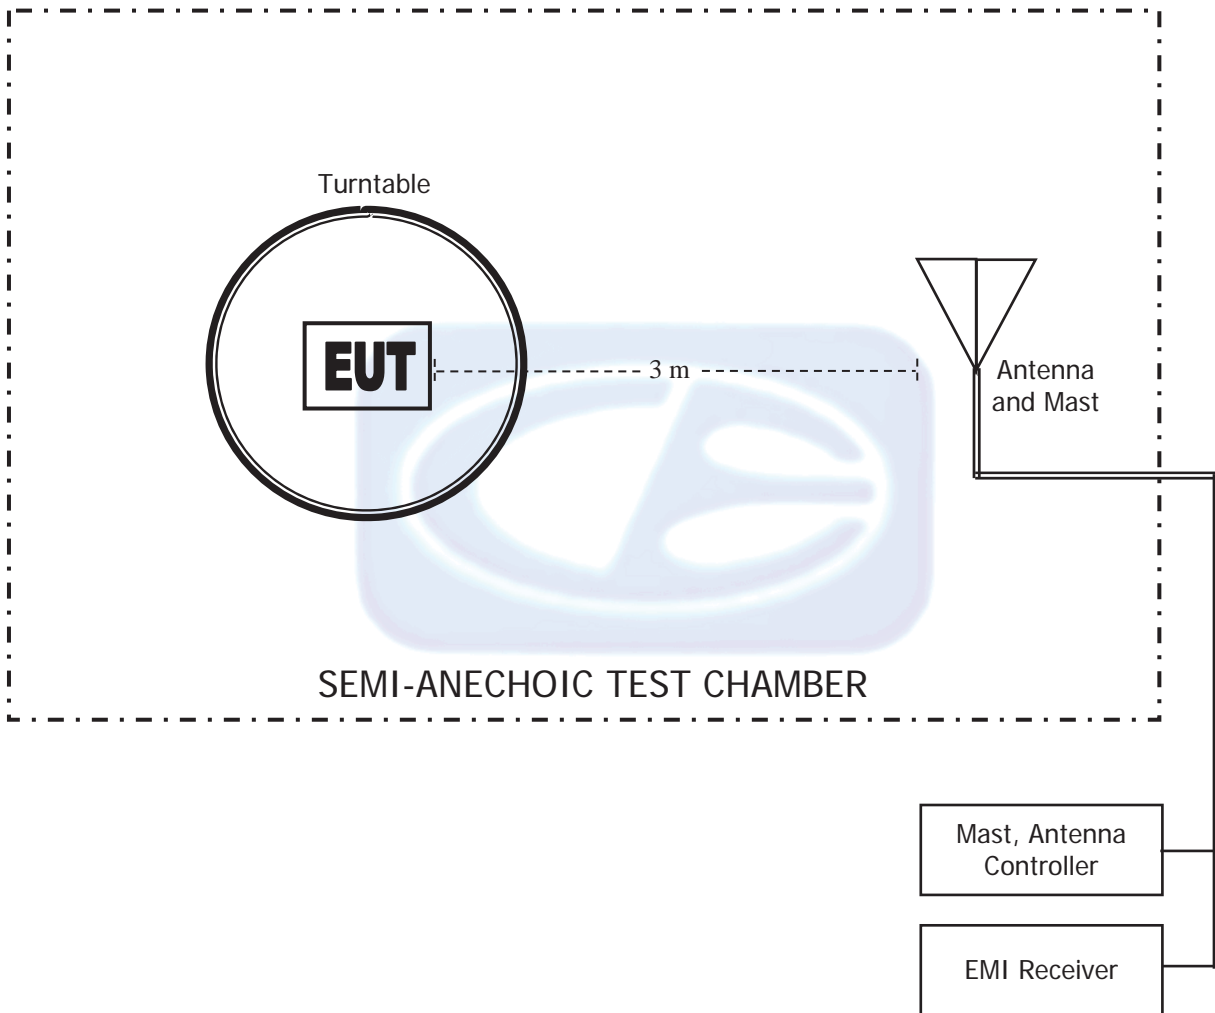 Turntable
EUT
3 m
Antenna
and Mast
SEMI-ANECHOIC TEST CHAMBER
Mast, Antenna
Controller
EMI Receiver